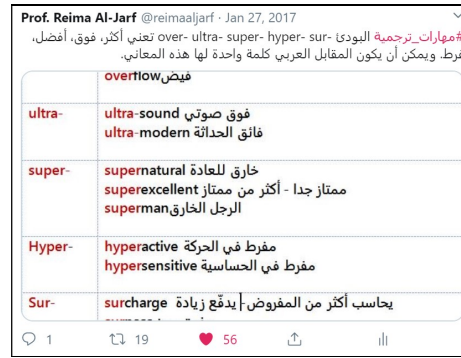 Prof. Reima Al-Jarf @reimaaljarf · Jan 27, 2017
#مهارات_ترجمية البودئ over- ultra- super- hyper- sur- تعني أكثر، فوق، أفضل،
مفرط. ويمكن أن يكون المقابل العربي كلمة واحدة لها هذه المعاني.
overflow فيض
ultra- ultra-sound فوق صوتي
ultra-modern فائق الحداثة
super- supernatural خارق للعادة
superexcellent ممتاز جدا - أكثر من ممتاز
superman الرجل الخارق
Hyper- hyperactive مفرط في الحركة
hypersensitive مفرط في الحساسية
Sur- surcharge يحاسب أكثر من المفروض- يدفّع زيادة
1 19 56